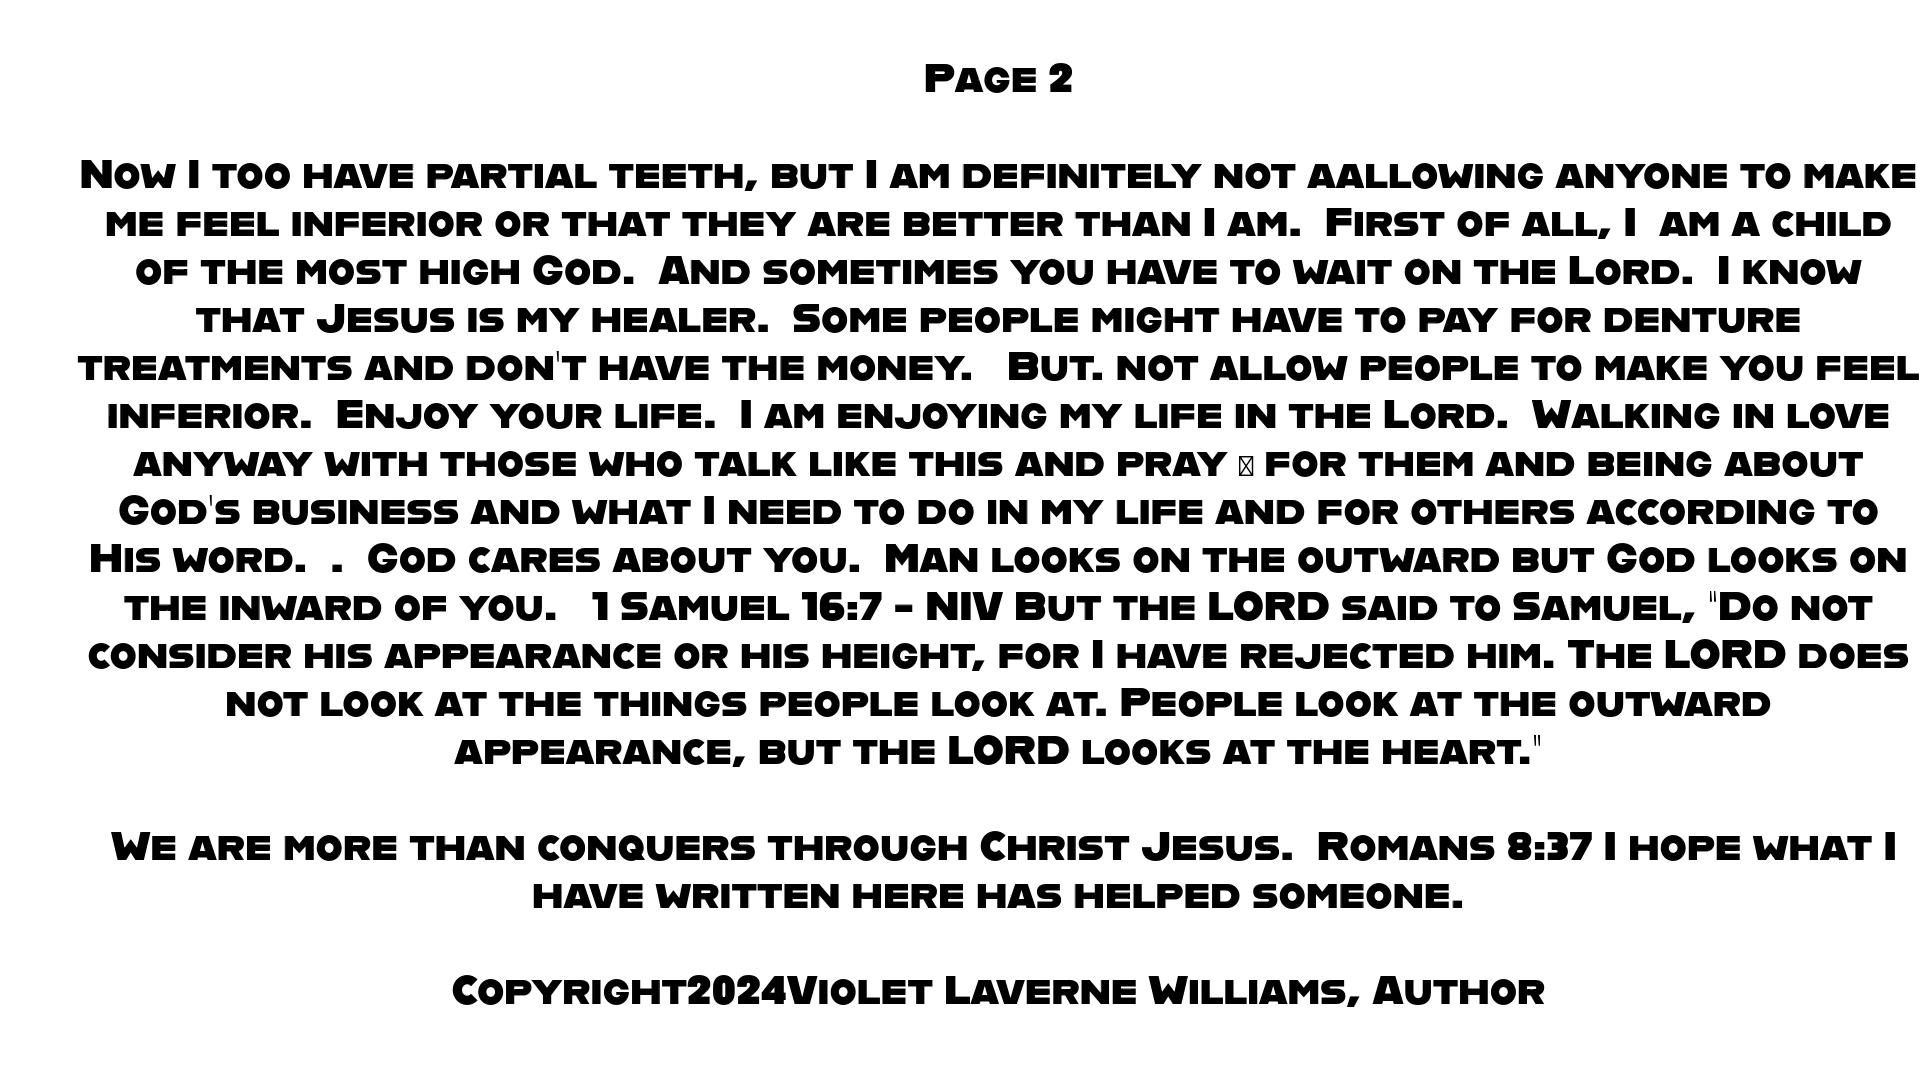 Page 2
Now I too have partial teeth, but I am definitely not aallowing anyone to make
me feel inferior or that they are better than I am.  First of all, I  am a child
of the most high God.  And sometimes you have to wait on the Lord.  I know
that Jesus is my healer.  Some people might have to pay for denture
treatments and don't have the money.   But. not allow people to make you feel
inferior.  Enjoy your life.  I am enjoying my life in the Lord.  Walking in love
anyway with those who talk like this and pray for them and being about
God's business and what I need to do in my life and for others according to
His word.  .  God cares about you.  Man looks on the outward but God looks on
the inward of you.   1 Samuel 16:7 - NIV But the LORD said to Samuel, "Do not
consider his appearance or his height, for I have rejected him. The LORD does
not look at the things people look at. People look at the outward
appearance, but the LORD looks at the heart."
We are more than conquers through Christ Jesus.  Romans 8:37 I hope what I
have written here has helped someone.
Copyright2024Violet Laverne Williams, Author